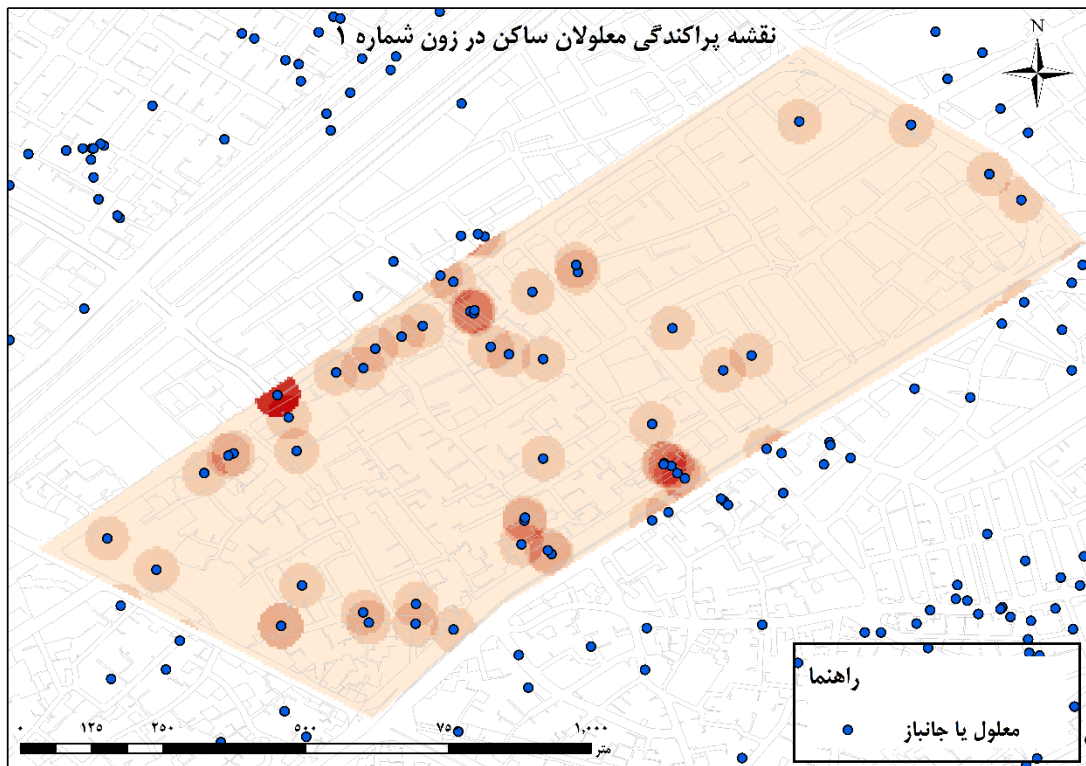 نقشه پراکندگی معلولان ساکن در زون شماره ۱
N
راهنما
معلول یا جانباز
۰ ۱۲۵ ۲۵۰ ۵۰۰ ۷۵۰ ۱,۰۰۰
متر